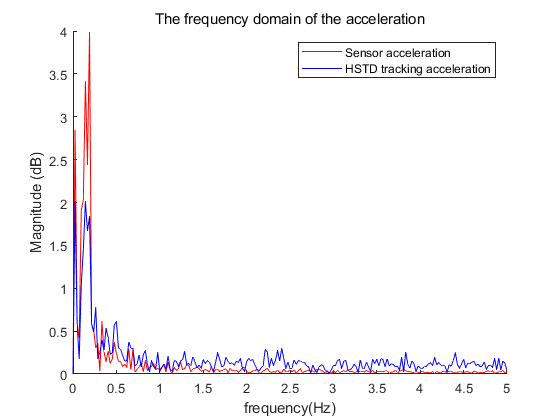 The frequency domain of the acceleration
Sensor acceleration
HSTD tracking acceleration
Magnitude (dB)
4
3.5
3
2.5
2
1.5
1
0.5
0
0 0.5 1 1.5 2 2.5 3 3.5 4 4.5 5
frequency(Hz)